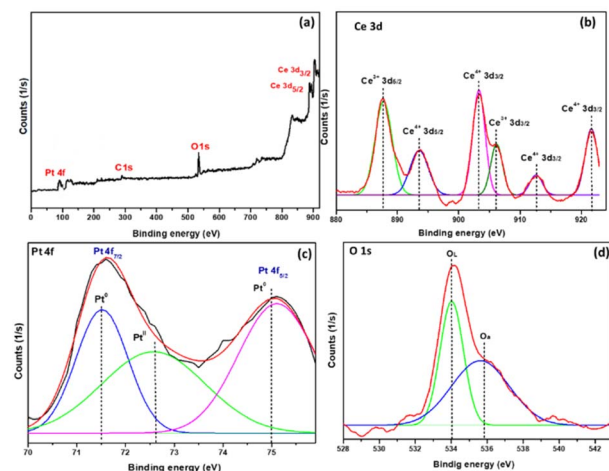 (a)
Counts (1/s)
Ce 3d3/2
Ce 3d5/2
O1s
C1s
Pt 4f
0 100 200 300 400 500 600 700 800 900
Binding energy (eV)
(b)
Ce 3d
Counts (1/s)
Ce³⁺ 3d5/2
Ce⁴⁺ 3d5/2
Ce⁴⁺ 3d3/2
Ce³⁺ 3d3/2
Ce⁴⁺ 3d3/2
Ce⁴⁺ 3d3/2
880 890 900 910 920
Binding energy (eV)
Pt 4f
(c)
Counts (1/s)
Pt 4f7/2
Pt 4f5/2
Pt⁰
Pt⁰
Ptᴵᴵ
70 71 72 73 74 75
Binding energy (eV)
O 1s
(d)
Counts (1/s)
OL
Oa
528 530 532 534 536 538 540 542
Bindig energy (eV)